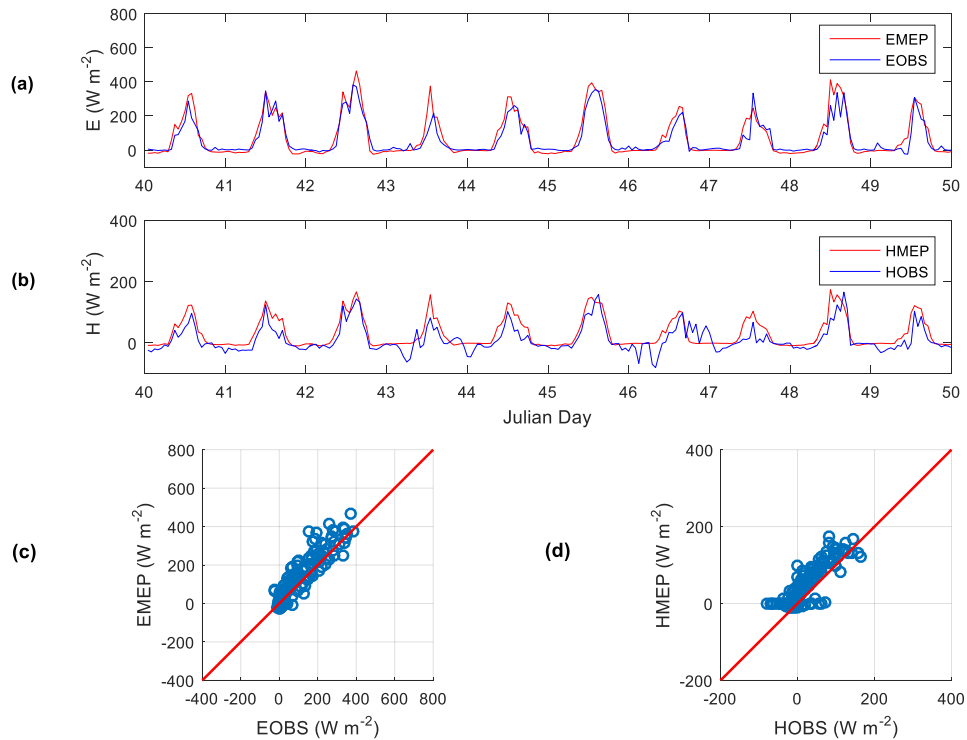 (a)
E (W m-2)
800
600
400
200
0
EMEP
EOBS
40 41 42 43 44 45 46 47 48 49 50
(b)
H (W m-2)
400
200
0
HMEP
HOBS
40 41 42 43 44 45 46 47 48 49 50
Julian Day
(c)
EMEP (W m-2)
800
600
400
200
0
-200
-400
-400 -200 0 200 400 600 800
EOBS (W m-2)
(d)
HMEP (W m-2)
400
200
0
-200
-200 0 200 400
HOBS (W m-2)